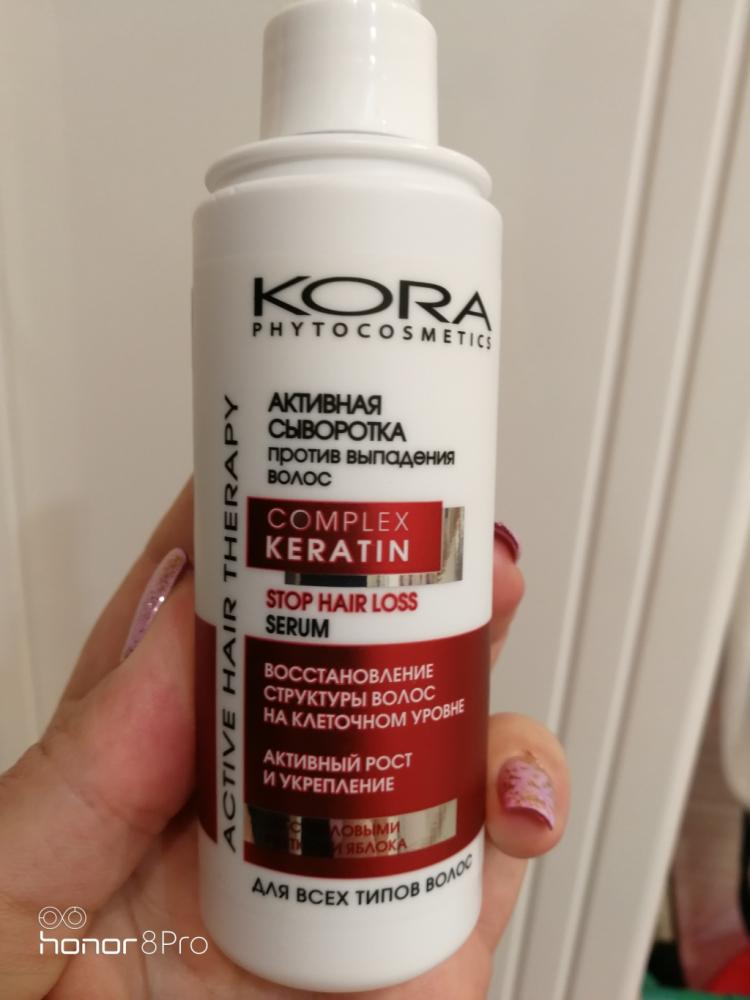 KORA
PHYTOCOSMETICS
ACTIVE HAIR THERAPY
АКТИВНАЯ
СЫВОРОТКА
против выпадения
волос
COMPLEX
KERATIN
STOP HAIR LOSS
SERUM
ВОССТАНОВЛЕНИЕ
СТРУКТУРЫ ВОЛОС
НА КЛЕТОЧНОМ УРОВНЕ
АКТИВНЫЙ РОСТ
И УКРЕПЛЕНИЕ
И ЯБЛОКА
ДЛЯ ВСЕХ ТИПОВ ВОЛОС
honor 8Pro